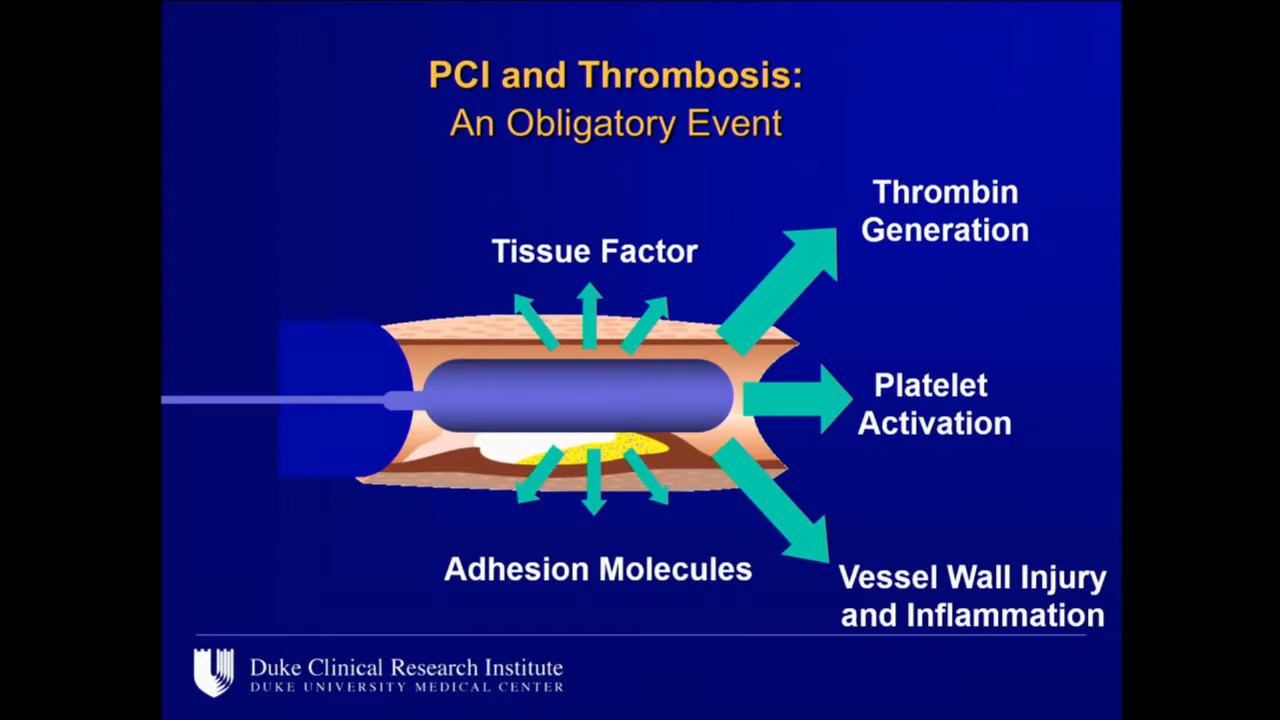 PCI and Thrombosis:
An Obligatory Event
Thrombin
Generation
Tissue Factor
Platelet
Activation
Adhesion Molecules
Vessel Wall Injury
and Inflammation
Duke Clinical Research Institute
DUKE UNIVERSITY MEDICAL CENTER